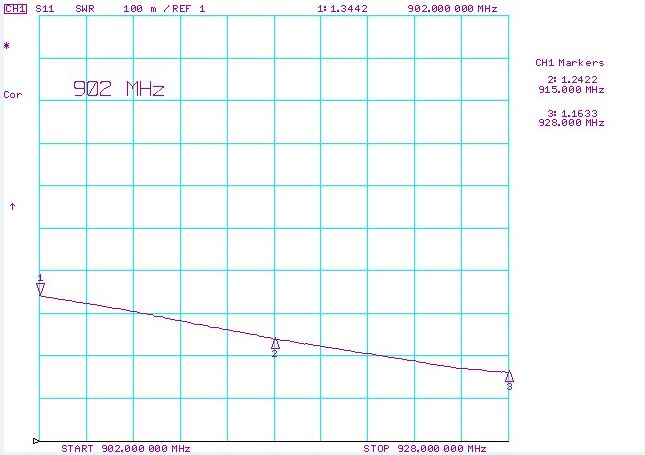 CH1 S11 SWR 100 m / REF 1 1: 1.3442 902.000 000 MHz
*
CH1 Markers
2: 1.2422
915.000 MHz
902 MHz
Cor
3: 1.1633
928.000 MHz
↑
1
2
3
START 902.000 000 MHz STOP 928.000 000 MHz